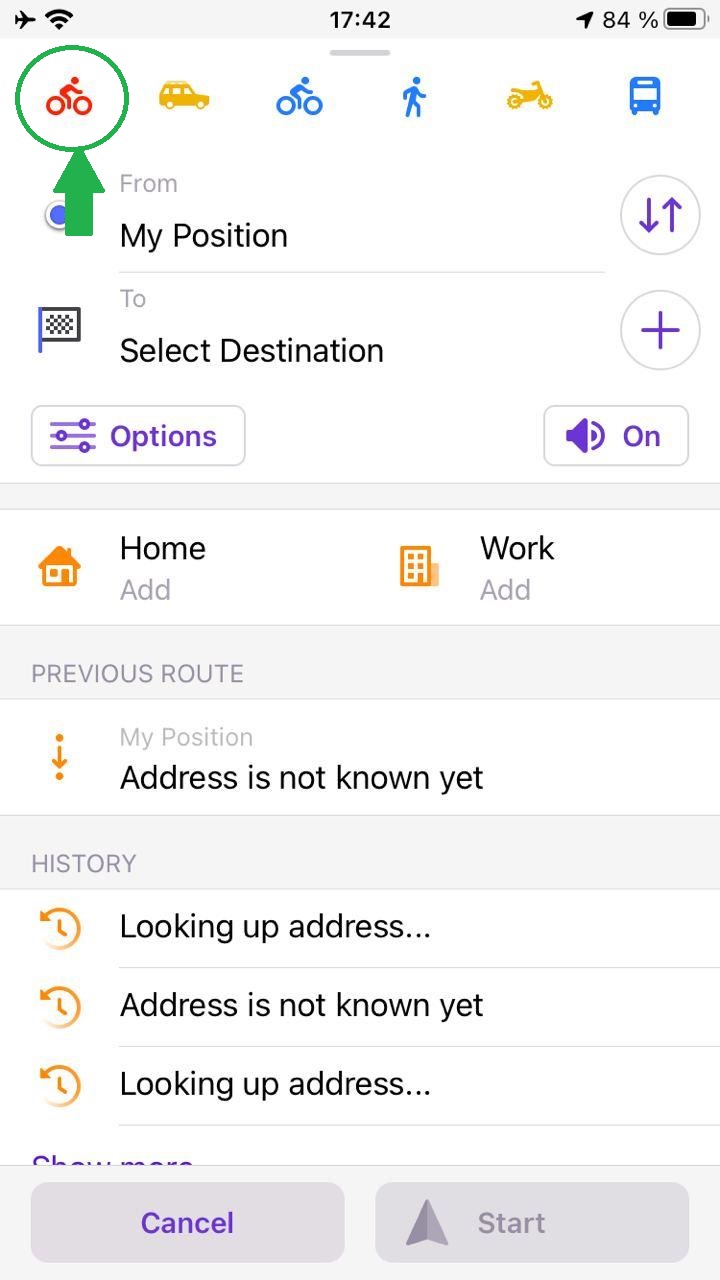 17:42
84 %
From
My Position
To
Select Destination
Options
On
Home
Add
Work
Add
PREVIOUS ROUTE
My Position
Address is not known yet
HISTORY
Looking up address...
Address is not known yet
Looking up address...
Show more
Cancel
Start